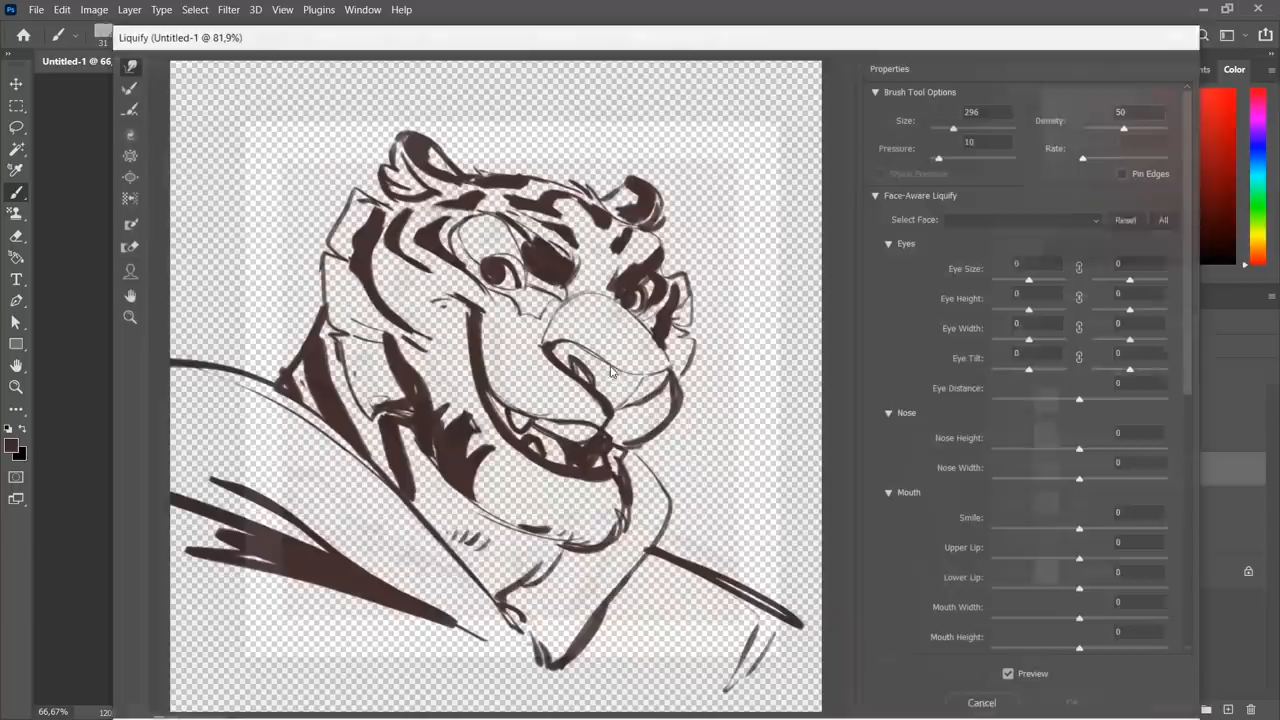 Ps File Edit Image Layer Type Select Filter 3D View Plugins Window Help
31
Liquify (Untitled-1 @ 81,9%)
Untitled-1 @ 66,
Color
Properties
Brush Tool Options
Size: 296 Density: 50
Pressure: 10 Rate:
Pin Edges
Face-Aware Liquify
Select Face: Reset All
Eyes
Eye Size: 0 0
Eye Height: 0 0
Eye Width: 0 0
Eye Tilt: 0 0
Eye Distance: 0
Nose
Nose Height: 0
Nose Width: 0
Mouth
Smile: 0
Upper Lip: 0
Lower Lip: 0
Mouth Width: 0
Mouth Height: 0
Preview
Cancel
66,67% 120